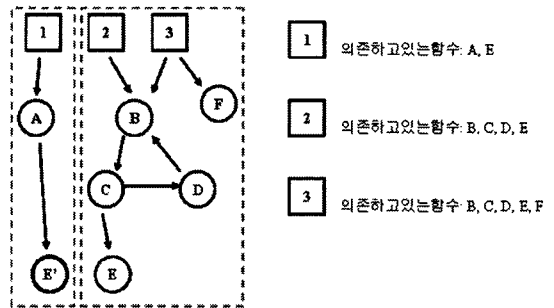 1 2 3
A B F
C D
E' E
1 의존하고있는함수: A, E
2 의존하고있는함수: B, C, D, E
3 의존하고있는함수: B, C, D, E, F